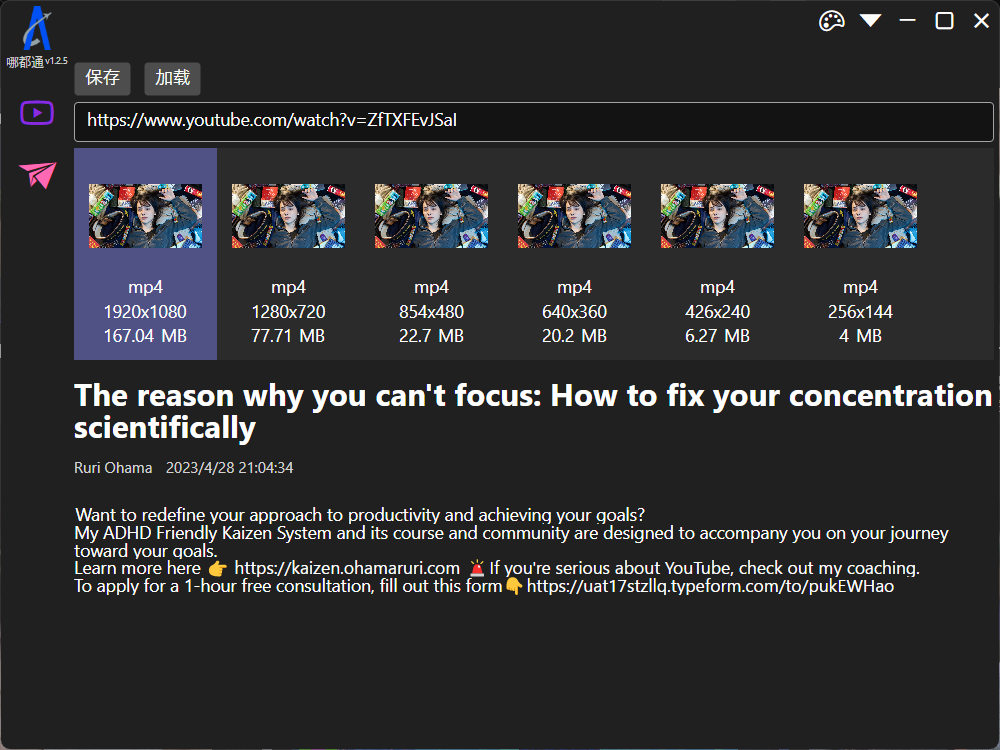 哪都通 v1.2.5
保存 加载
https://www.youtube.com/watch?v=ZfTXFEvJSaI
mp4 mp4 mp4 mp4 mp4 mp4
1920x1080 1280x720 854x480 640x360 426x240 256x144
167.04 MB 77.71 MB 22.7 MB 20.2 MB 6.27 MB 4 MB
The reason why you can't focus: How to fix your concentration
scientifically
Ruri Ohama 2023/4/28 21:04:34
Want to redefine your approach to productivity and achieving your goals?
My ADHD Friendly Kaizen System and its course and community are designed to accompany you on your journey
toward your goals.
Learn more here 👉 https://kaizen.ohamaruri.com 🚨If you're serious about YouTube, check out my coaching.
To apply for a 1-hour free consultation, fill out this form👇https://uat17stzllq.typeform.com/to/pukEWHao